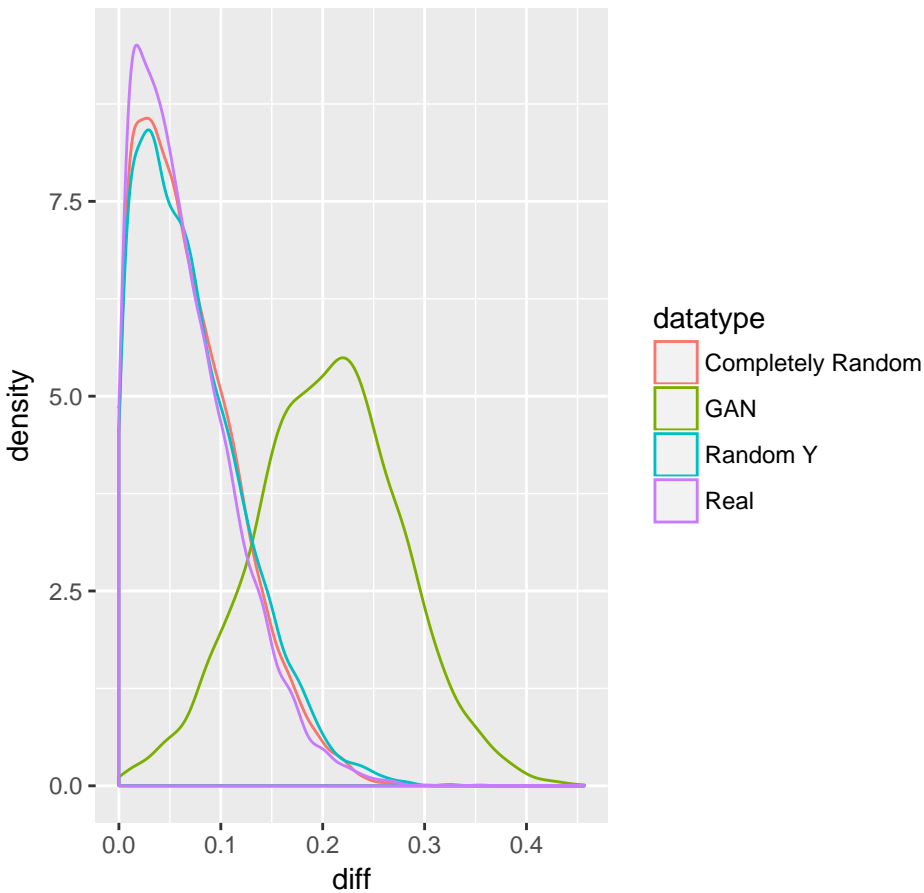 7.5
5.0
2.5
0.0
density
0.0 0.1 0.2 0.3 0.4
diff
datatype
Completely Random
GAN
Random Y
Real